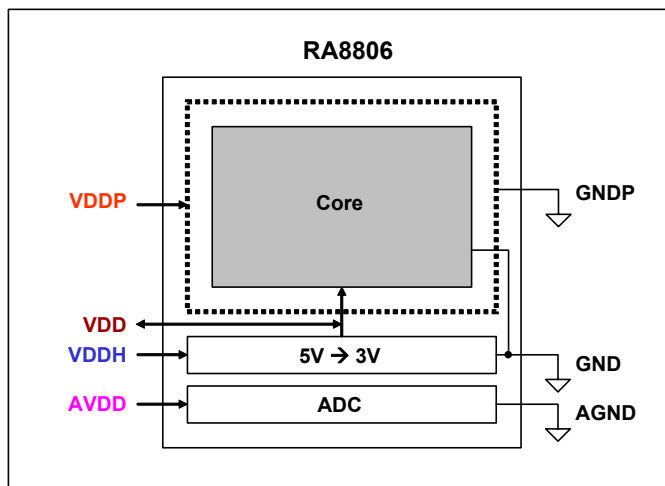 RA8806
Core
VDDP
GNDP
VDD
VDDH
5V → 3V
GND
AVDD
ADC
AGND